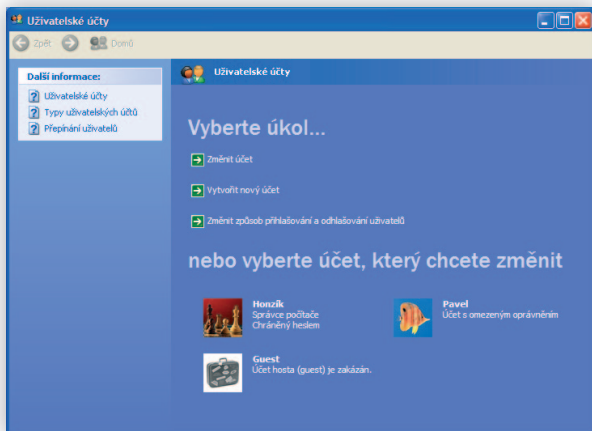 Uživatelské účty
Zpět Domů
Další informace:
Uživatelské účty
Typy uživatelských účtů
Přepínání uživatelů
Uživatelské účty
Vyberte úkol...
Změnit účet
Vytvořit nový účet
Změnit způsob přihlašování a odhlašování uživatelů
nebo vyberte účet, který chcete změnit
Honzík
Správce počítače
Chráněný heslem
Pavel
Účet s omezeným oprávněním
Guest
Účet hosta (guest) je zakázán.